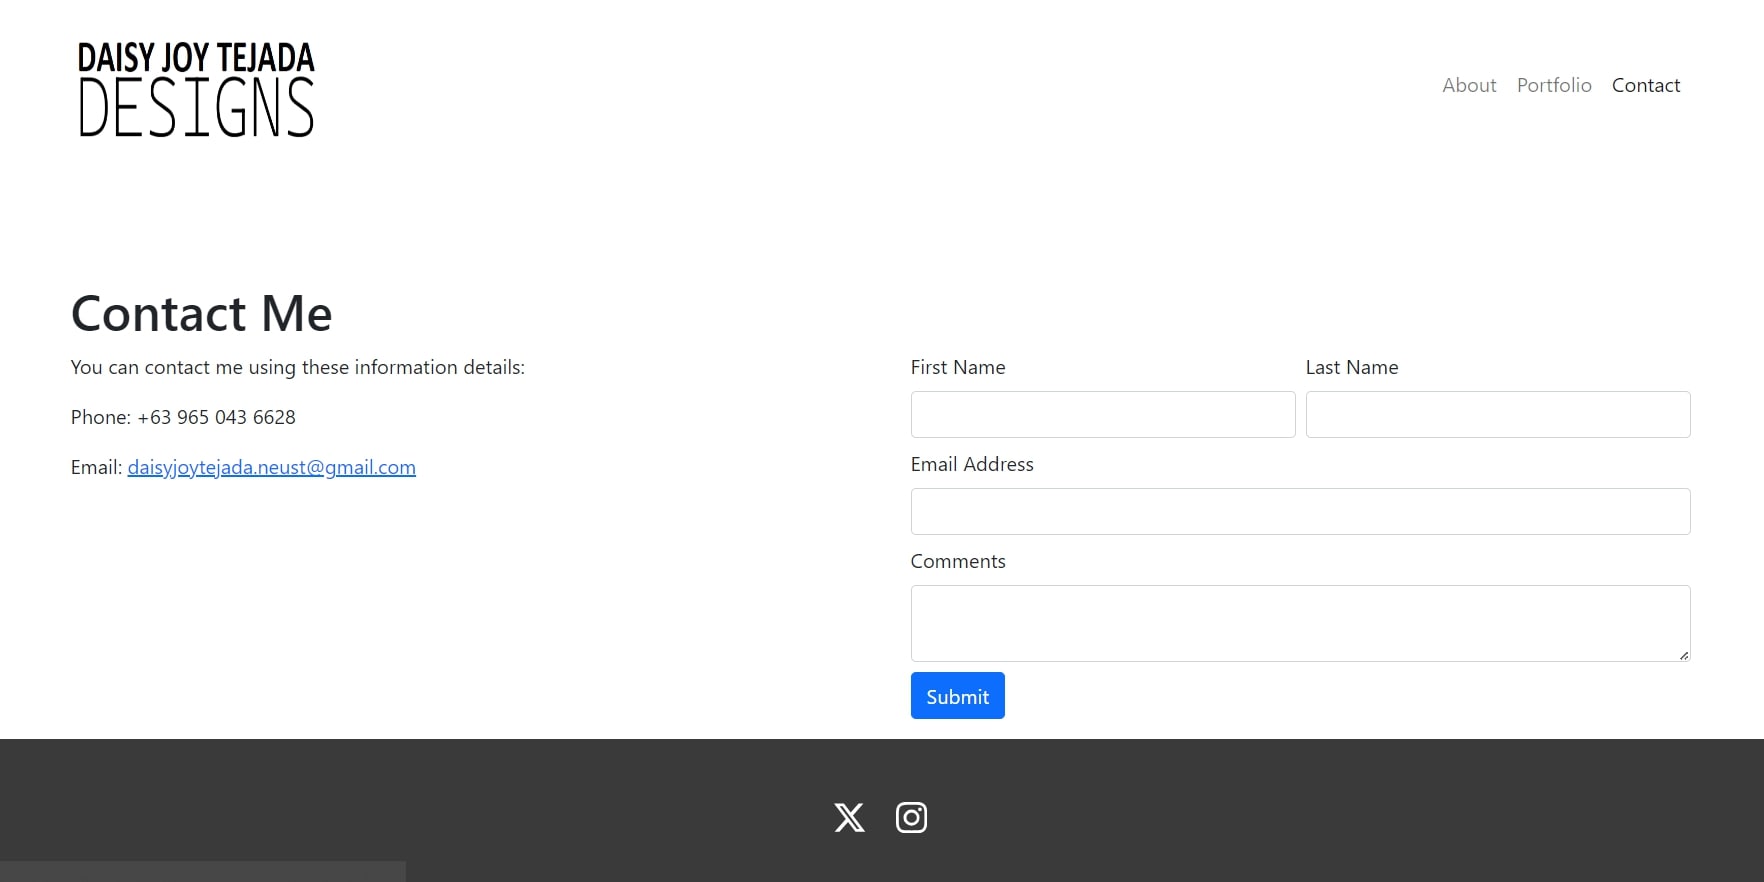 DAISY JOY TEJADA
DESIGNS
About Portfolio Contact
Contact Me
You can contact me using these information details:
Phone: +63 965 043 6628
Email: daisyjoytejada.neust@gmail.com
First Name Last Name
Email Address
Comments
Submit